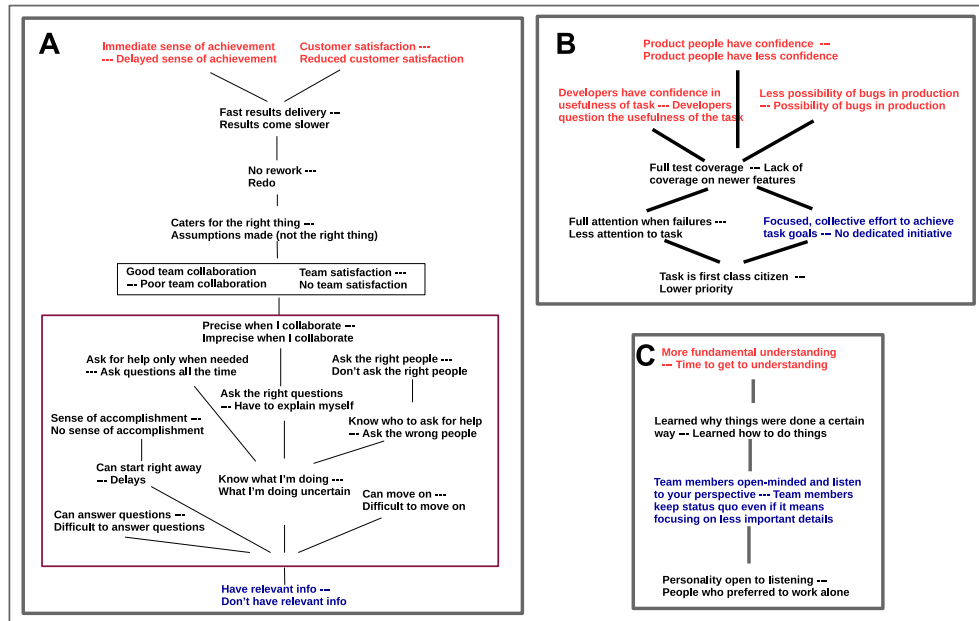 A
Immediate sense of achievement
--- Delayed sense of achievement
Customer satisfaction ---
Reduced customer satisfaction
Fast results delivery ---
Results come slower
No rework ---
Redo
Caters for the right thing ---
Assumptions made (not the right thing)
Good team collaboration
--- Poor team collaboration
Team satisfaction ---
No team satisfaction
Precise when I collaborate ---
Imprecise when I collaborate
Ask for help only when needed
--- Ask questions all the time
Ask the right people ---
Don't ask the right people
Ask the right questions
--- Have to explain myself
Sense of accomplishment ---
No sense of accomplishment
Know who to ask for help
--- Ask the wrong people
Can start right away
--- Delays
Know what I'm doing ---
What I'm doing uncertain
Can move on ---
Difficult to move on
Can answer questions ---
Difficult to answer questions
Have relevant info ---
Don't have relevant info
B
Product people have confidence ---
Product people have less confidence
Developers have confidence in
usefulness of task --- Developers
question the usefulness of the task
Less possibility of bugs in production
--- Possibility of bugs in production
Full test coverage --- Lack of
coverage on newer features
Full attention when failures ---
Less attention to task
Focused, collective effort to achieve
task goals --- No dedicated initiative
Task is first class citizen ---
Lower priority
C
More fundamental understanding
--- Time to get to understanding
Learned why things were done a certain
way --- Learned how to do things
Team members open-minded and listen
to your perspective --- Team members
keep status quo even if it means
focusing on less important details
Personality open to listening ---
People who preferred to work alone